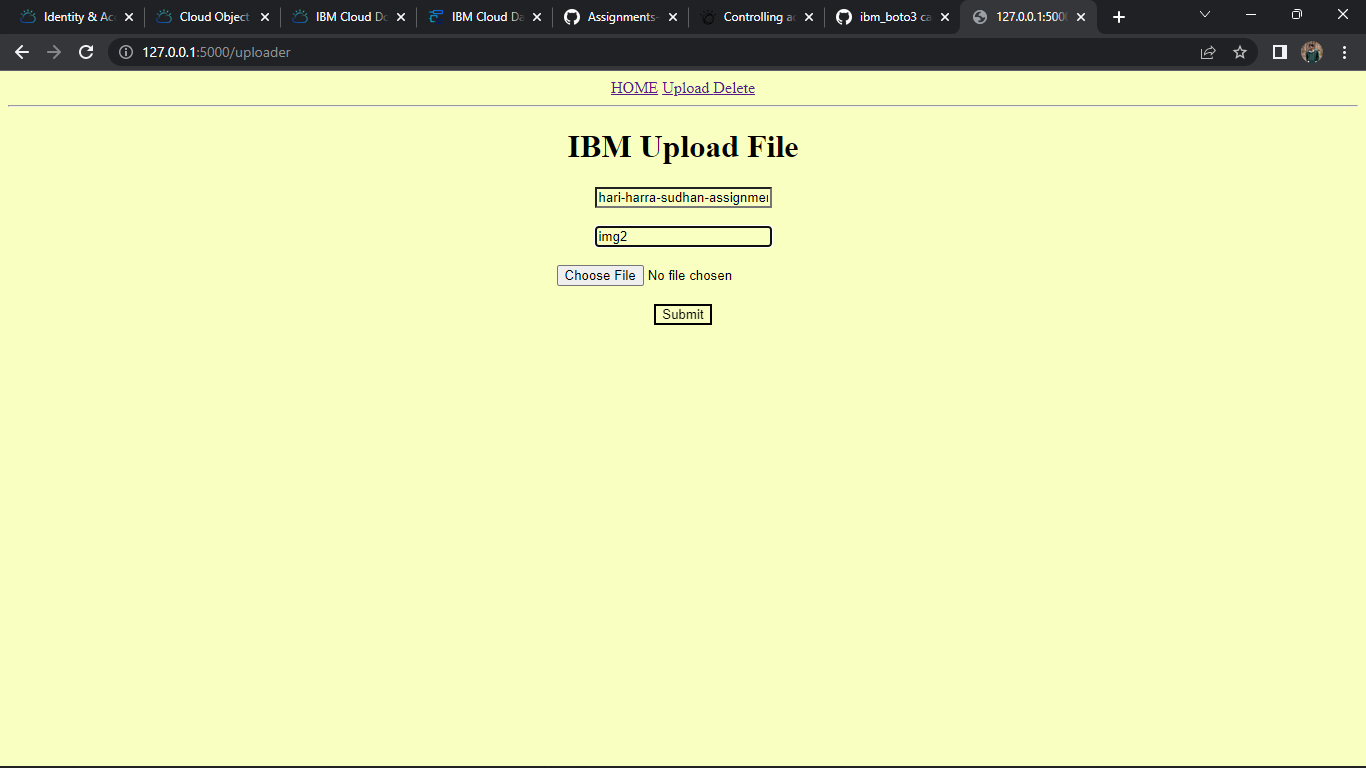 Identity & Ac
Cloud Object
IBM Cloud Do
IBM Cloud Da
Assignments-
Controlling ac
ibm_boto3 ca
127.0.0.1:5000
127.0.0.1:5000/uploader
HOME Upload Delete
IBM Upload File
hari-harra-sudhan-assignmen
img2
Choose File No file chosen
Submit